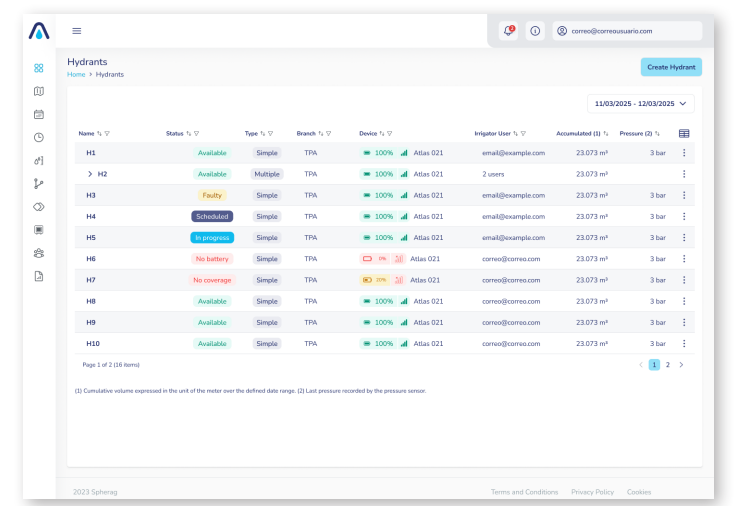 2
correo@correousuario.com
Hydrants
Home > Hydrants
Create Hydrant
11/03/2025 - 12/03/2025
Name Status Type Branch Device Irrigator User Accumulated (1) Pressure (2)
H1 Available Simple TPA 100% Atlas 021 email@example.com 23.073 m³ 3 bar
H2 Available Multiple TPA 100% Atlas 021 2 users 23.073 m³ 3 bar
H3 Faulty Simple TPA 100% Atlas 021 email@example.com 23.073 m³ 3 bar
H4 Scheduled Simple TPA 100% Atlas 021 email@example.com 23.073 m³ 3 bar
H5 In progress Simple TPA 100% Atlas 021 email@example.com 23.073 m³ 3 bar
H6 No battery Simple TPA 0% Atlas 021 correo@correo.com 23.073 m³ 3 bar
H7 No coverage Simple TPA 20% Atlas 021 correo@correo.com 23.073 m³ 3 bar
H8 Available Simple TPA 100% Atlas 021 correo@correo.com 23.073 m³ 3 bar
H9 Available Simple TPA 100% Atlas 021 correo@correo.com 23.073 m³ 3 bar
H10 Available Simple TPA 100% Atlas 021 correo@correo.com 23.073 m³ 3 bar
Page 1 of 2 (16 items) < 1 2 >
(1) Cumulative volume expressed in the unit of the meter over the defined date range. (2) Last pressure recorded by the pressure sensor.
2023 Spherag Terms and Conditions Privacy Policy Cookies